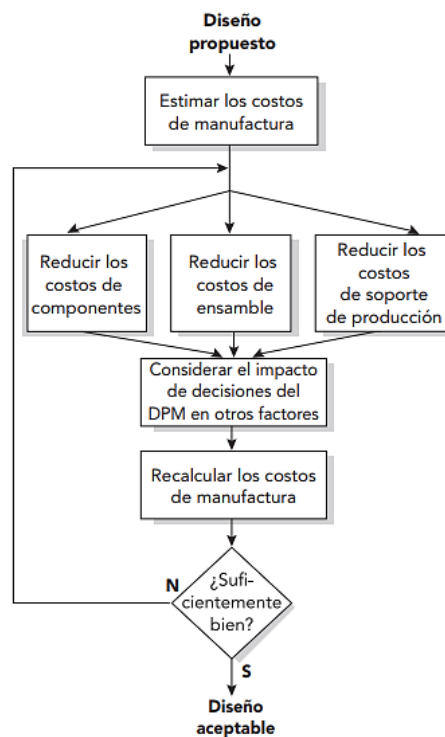 Diseño
propuesto
Estimar los costos
de manufactura
Reducir los
costos de
componentes
Reducir los
costos de
ensamble
Reducir los
costos
de soporte
de producción
Considerar el impacto
de decisiones del
DPM en otros factores
Recalcular los costos
de manufactura
¿Sufi-
cientemente
bien?
N
S
Diseño
aceptable